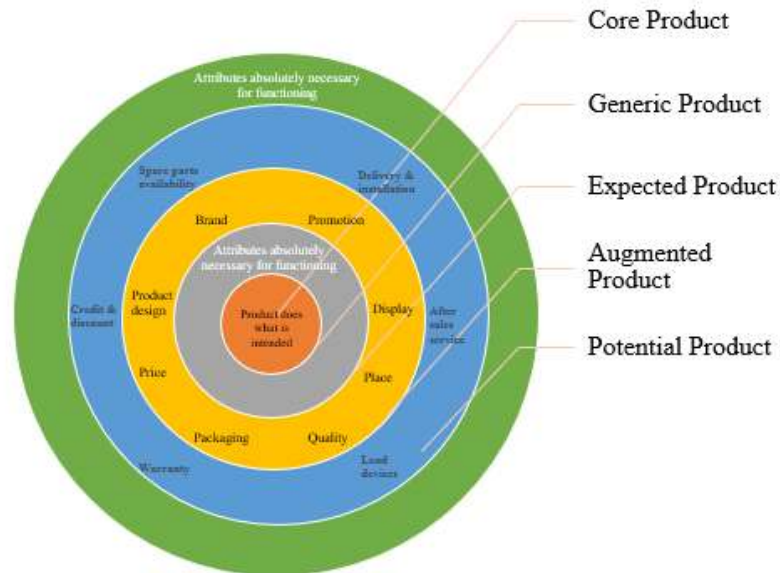 Core Product
Generic Product
Expected Product
Augmented
Product
Potential Product
Attributes absolutely necessary
for functioning
Spare parts
availability
Delivery &
installation
Brand
Promotion
Attributes absolutely
necessary for functioning
Product
design
Credit &
discount
Product does
what is
intended
Display
After
sales
service
Price
Place
Packaging
Quality
Warranty
Load
devices